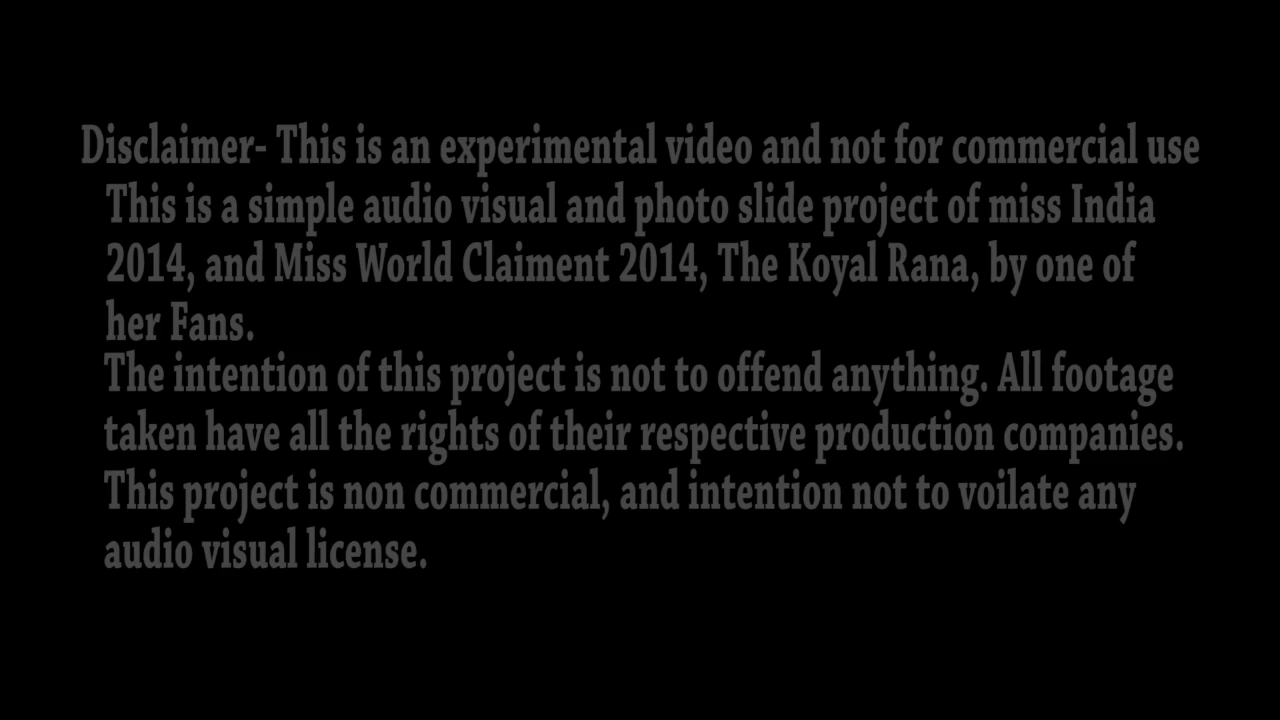 Disclaimer- This is an experimental video and not for commercial use
This is a simple audio visual and photo slide project of miss India
2014, and Miss World Claiment 2014, The Koyal Rana, by one of
her Fans.
The intention of this project is not to offend anything. All footage
taken have all the rights of their respective production companies.
This project is non commercial, and intention not to voilate any
audio visual license.